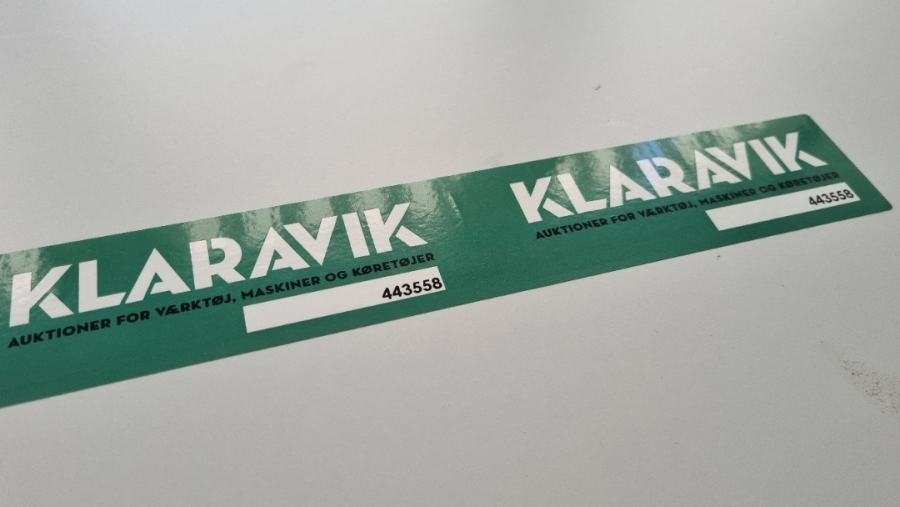 KLARAVIK
AUKTIONER FOR VÆRKTØJ, MASKINER OG KØRETØJER
443558
KLARAVIK
AUKTIONER FOR VÆRKTØJ, MASKINER OG KØRETØJER
443558